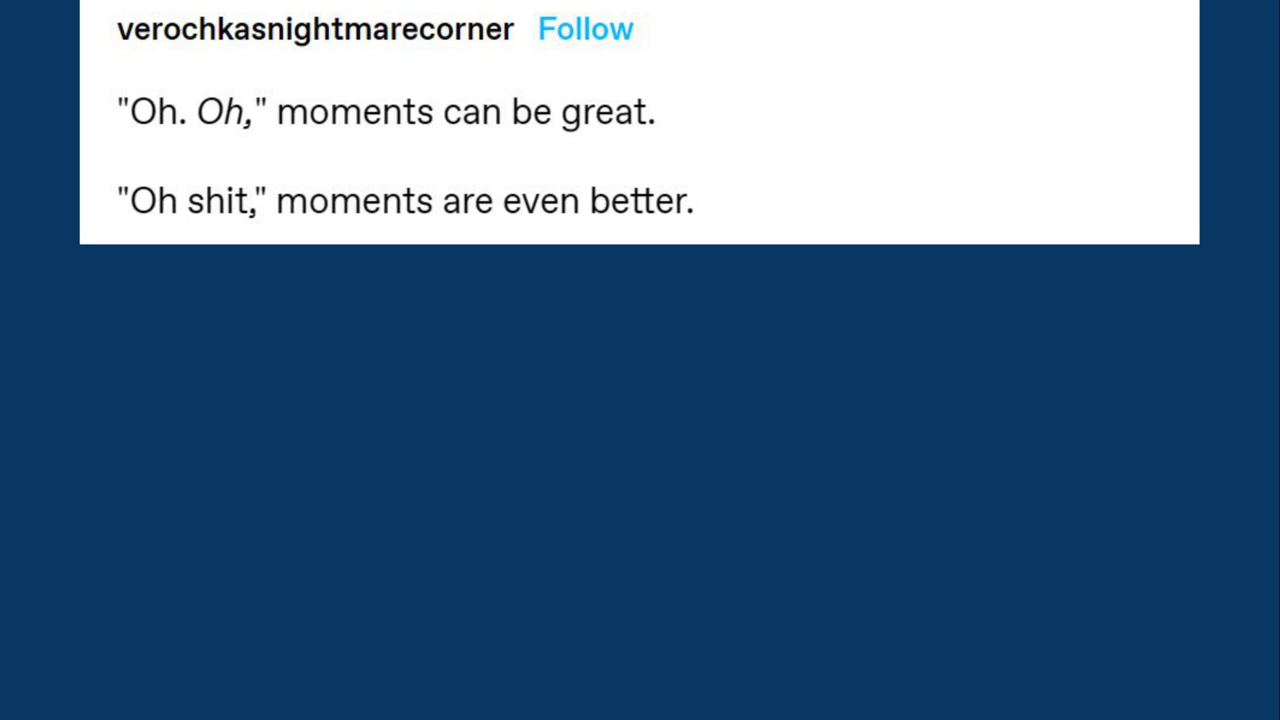 verochkasnightmarecorner Follow
"Oh. Oh," moments can be great.
"Oh shit," moments are even better.